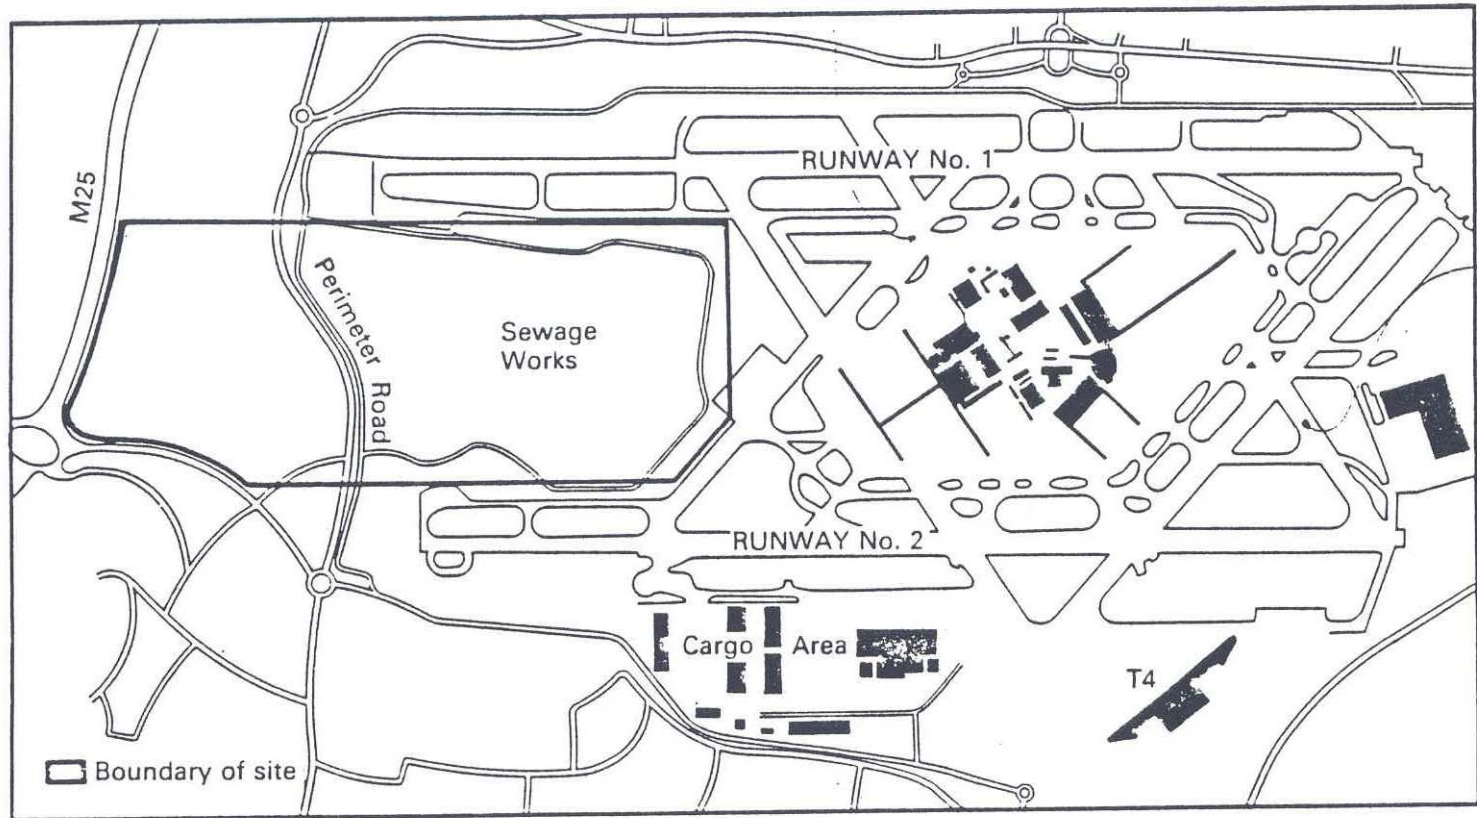 RUNWAY No. 1
M25
Perimeter Road
Sewage
Works
RUNWAY No. 2
Cargo Area
T4
Boundary of site